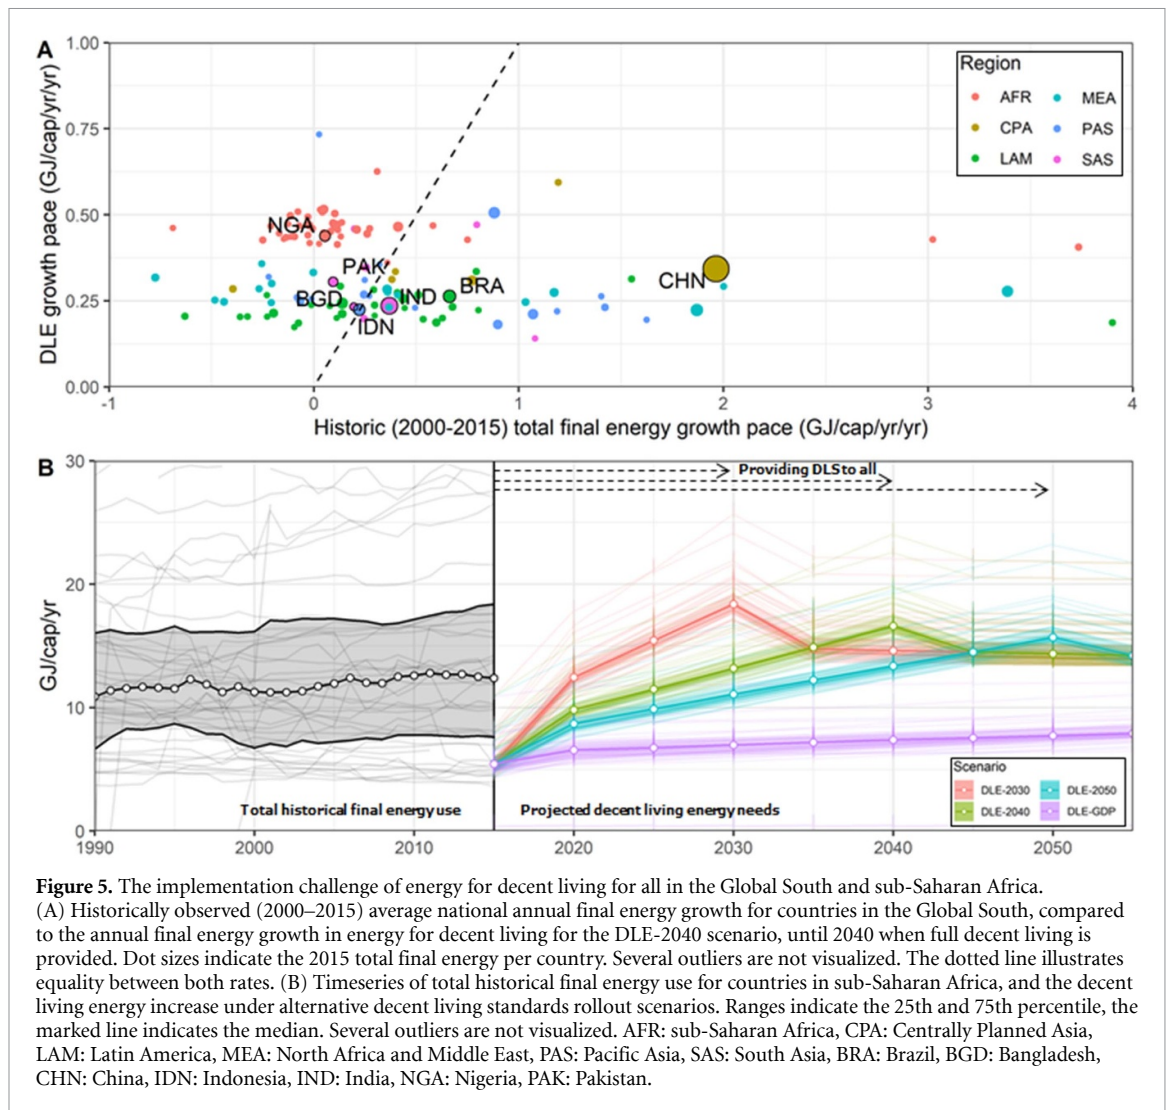 A
DLE growth pace (GJ/cap/yr/yr)
1.00
0.75
0.50
0.25
0.00
Region
AFR MEA
CPA PAS
LAM SAS
NGA
PAK
BGD
IND
BRA
IDN
CHN
-1 0 1 2 3 4
Historic (2000-2015) total final energy growth pace (GJ/cap/yr/yr)
B
GJ/cap/yr
30
20
10
0
Providing DLS to all
Total historical final energy use
Projected decent living energy needs
Scenario
DLE-2030 DLE-2050
DLE-2040 DLE-GDP
1990 2000 2010 2020 2030 2040 2050
Figure 5. The implementation challenge of energy for decent living for all in the Global South and sub-Saharan Africa.
(A) Historically observed (2000–2015) average national annual final energy growth for countries in the Global South, compared
to the annual final energy growth in energy for decent living for the DLE-2040 scenario, until 2040 when full decent living is
provided. Dot sizes indicate the 2015 total final energy per country. Several outliers are not visualized. The dotted line illustrates
equality between both rates. (B) Timeseries of total historical final energy use for countries in sub-Saharan Africa, and the decent
living energy increase under alternative decent living standards rollout scenarios. Ranges indicate the 25th and 75th percentile, the
marked line indicates the median. Several outliers are not visualized. AFR: sub-Saharan Africa, CPA: Centrally Planned Asia,
LAM: Latin America, MEA: North Africa and Middle East, PAS: Pacific Asia, SAS: South Asia, BRA: Brazil, BGD: Bangladesh,
CHN: China, IDN: Indonesia, IND: India, NGA: Nigeria, PAK: Pakistan.